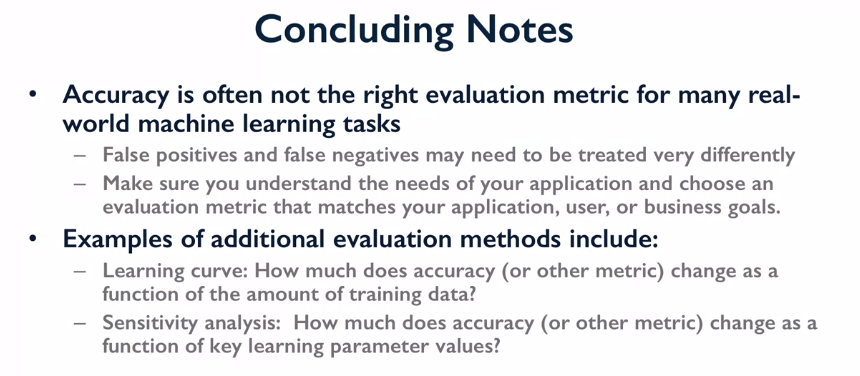 Concluding Notes
• Accuracy is often not the right evaluation metric for many real-
world machine learning tasks
– False positives and false negatives may need to be treated very differently
– Make sure you understand the needs of your application and choose an
evaluation metric that matches your application, user, or business goals.
• Examples of additional evaluation methods include:
– Learning curve: How much does accuracy (or other metric) change as a
function of the amount of training data?
– Sensitivity analysis:  How much does accuracy (or other metric) change as a
function of key learning parameter values?